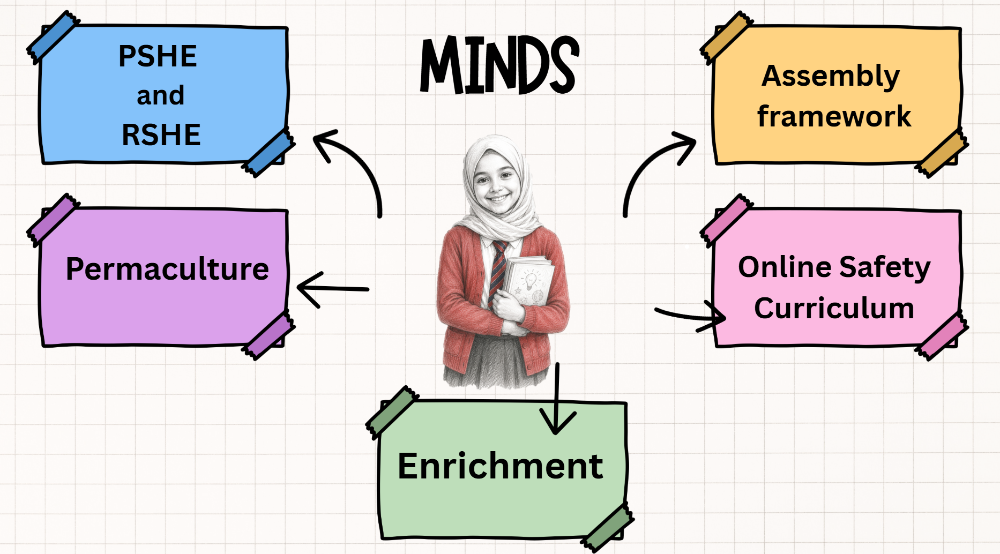 MINDS
PSHE
and
RSHE
Assembly
framework
Permaculture
Online Safety
Curriculum
Enrichment